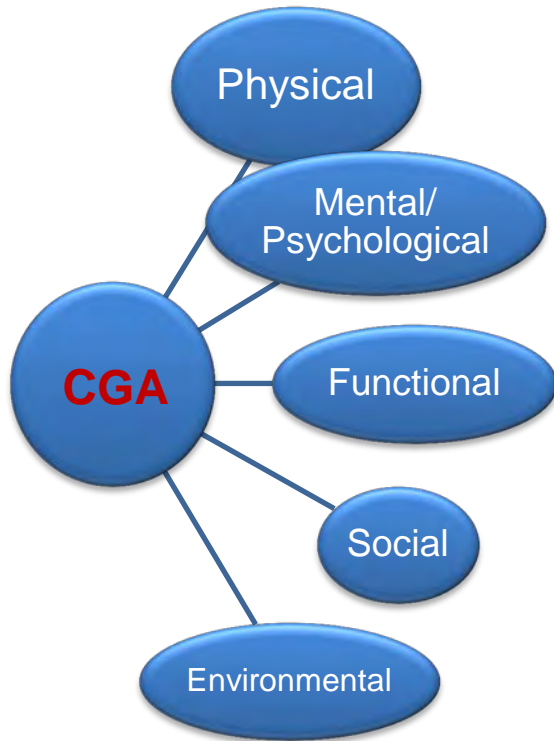 Physical
Mental/
Psychological
CGA
Functional
Social
Environmental